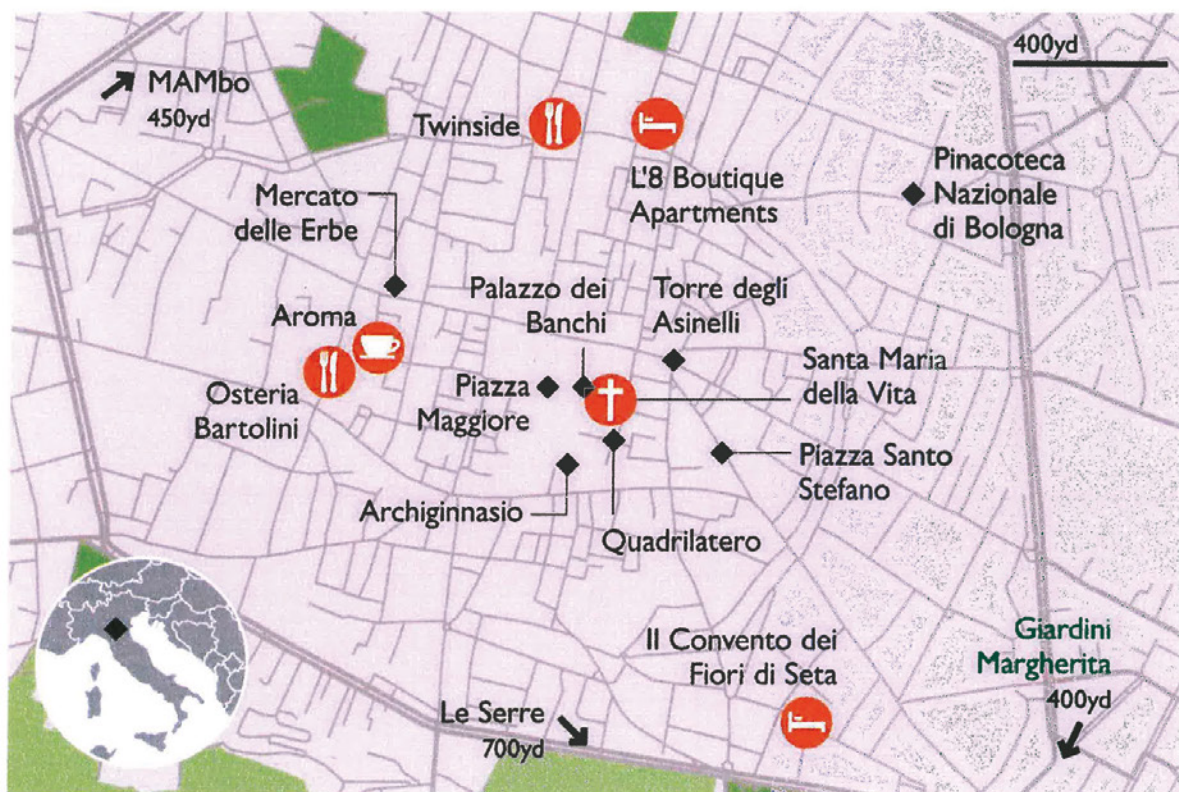 MAMbo
450yd
400yd
Twinside
L'8 Boutique
Apartments
Pinacoteca
Nazionale
di Bologna
Mercato
delle Erbe
Palazzo dei
Banchi
Torre degli
Asinelli
Aroma
Osteria
Bartolini
Piazza
Maggiore
Santa Maria
della Vita
Archiginnasio
Quadrilatero
Piazza Santo
Stefano
Il Convento dei
Fiori di Seta
Giardini
Margherita
400yd
Le Serre
700yd